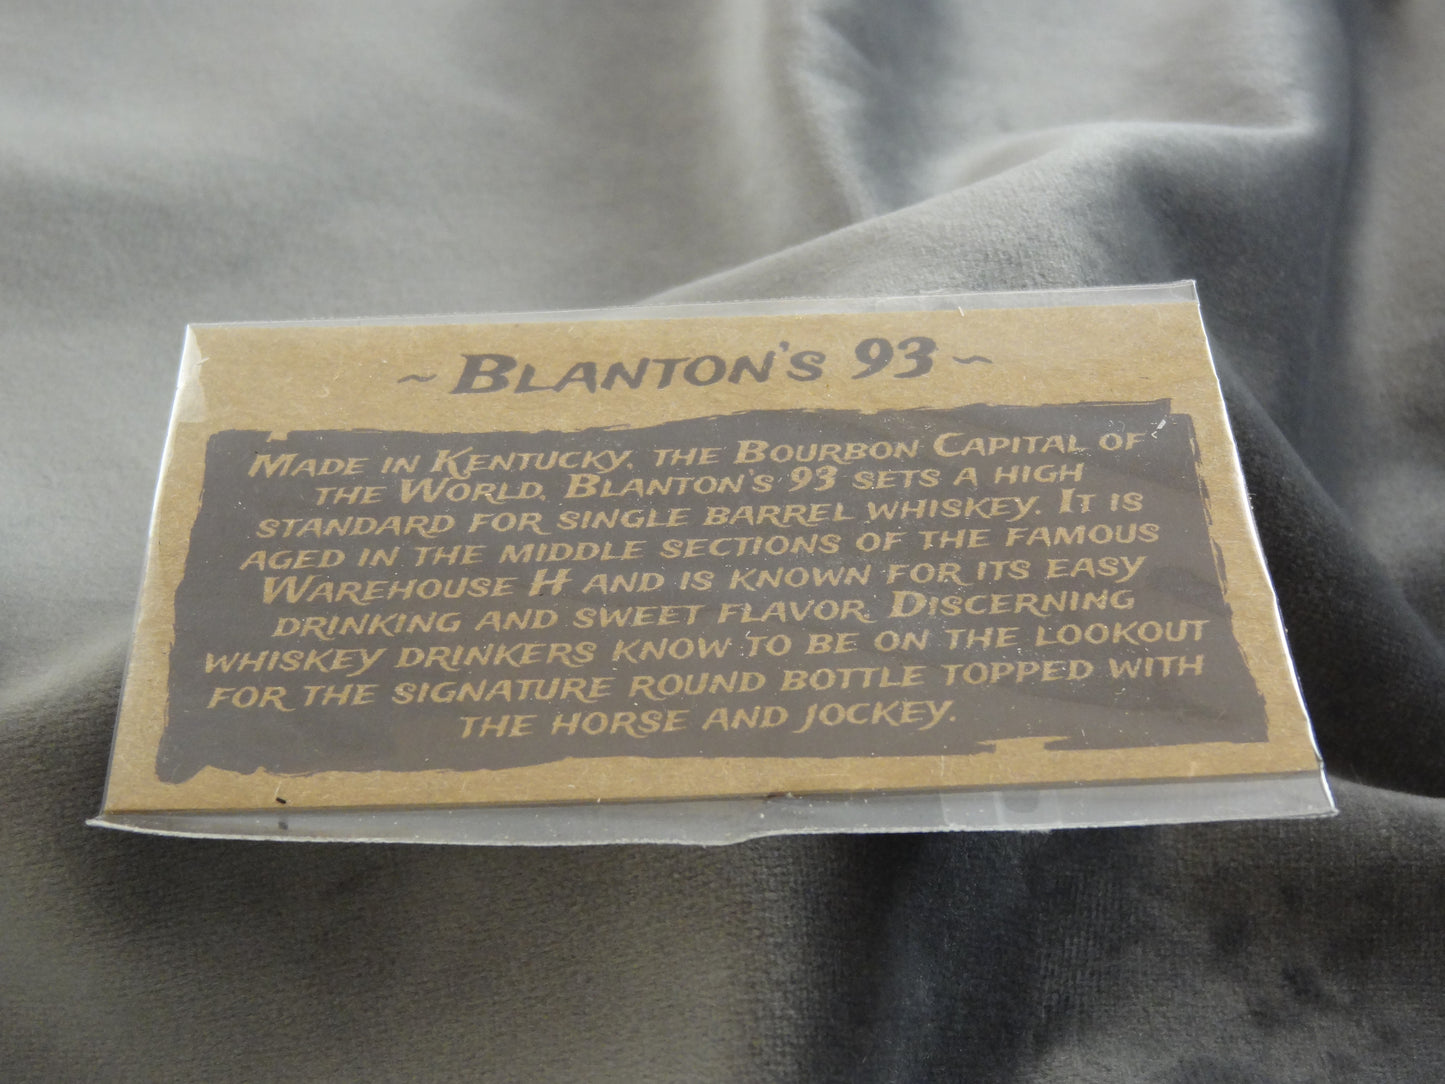 ~ Blanton's 93 ~
Made in Kentucky, the Bourbon Capital of
the World, Blanton's 93 sets a high
standard for single barrel whiskey. It is
aged in the middle sections of the famous
Warehouse H and is known for its easy
drinking and sweet flavor. Discerning
whiskey drinkers know to be on the lookout
for the signature round bottle topped with
the horse and jockey.